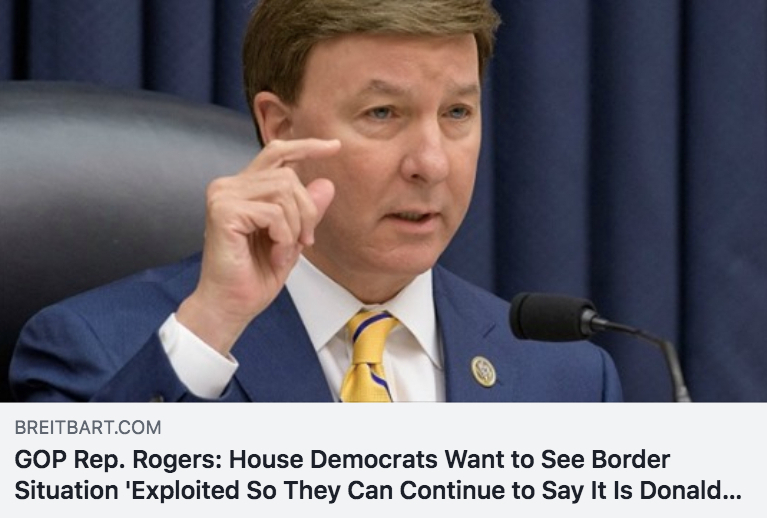 BREITBART.COM
GOP Rep. Rogers: House Democrats Want to See Border
Situation 'Exploited So They Can Continue to Say It Is Donald...